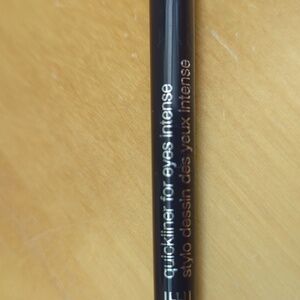 quickliner for eyes intense
stylo dessin des yeux intense